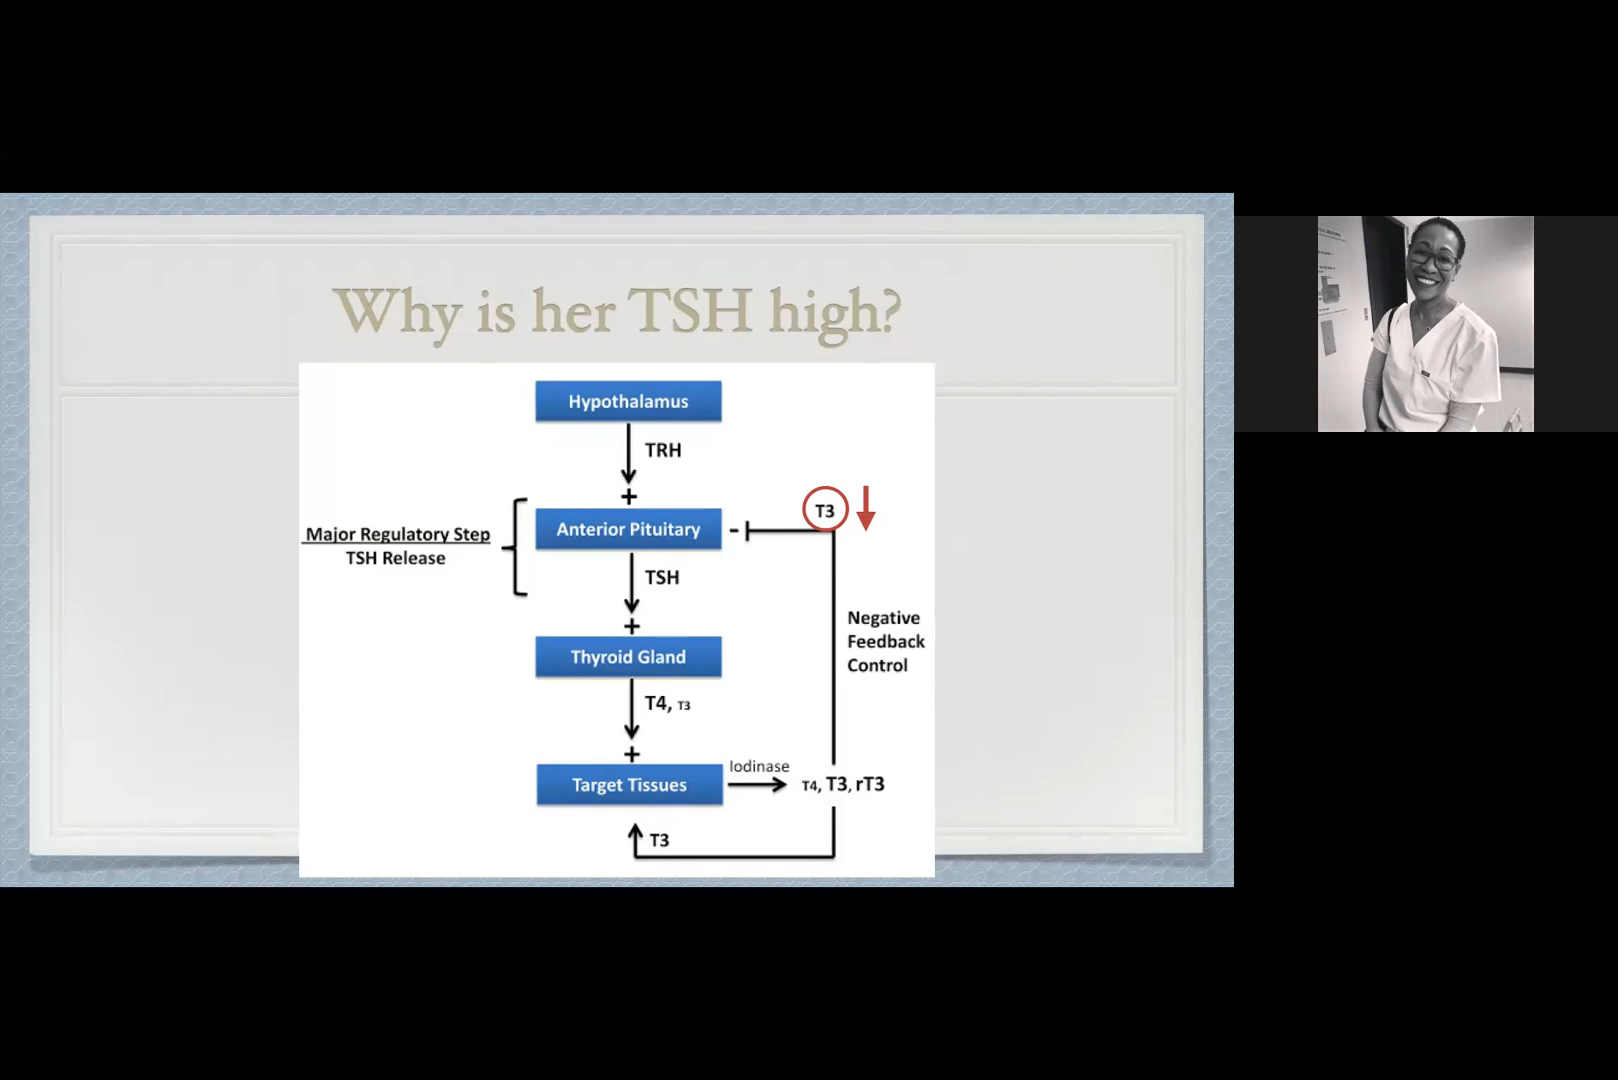 Why is her TSH high?
Hypothalamus
TRH
+
T3
Major Regulatory Step
TSH Release
Anterior Pituitary
-
TSH
+
Negative
Feedback
Control
Thyroid Gland
T4, T3
+
Iodinase
Target Tissues
T4, T3, rT3
T3